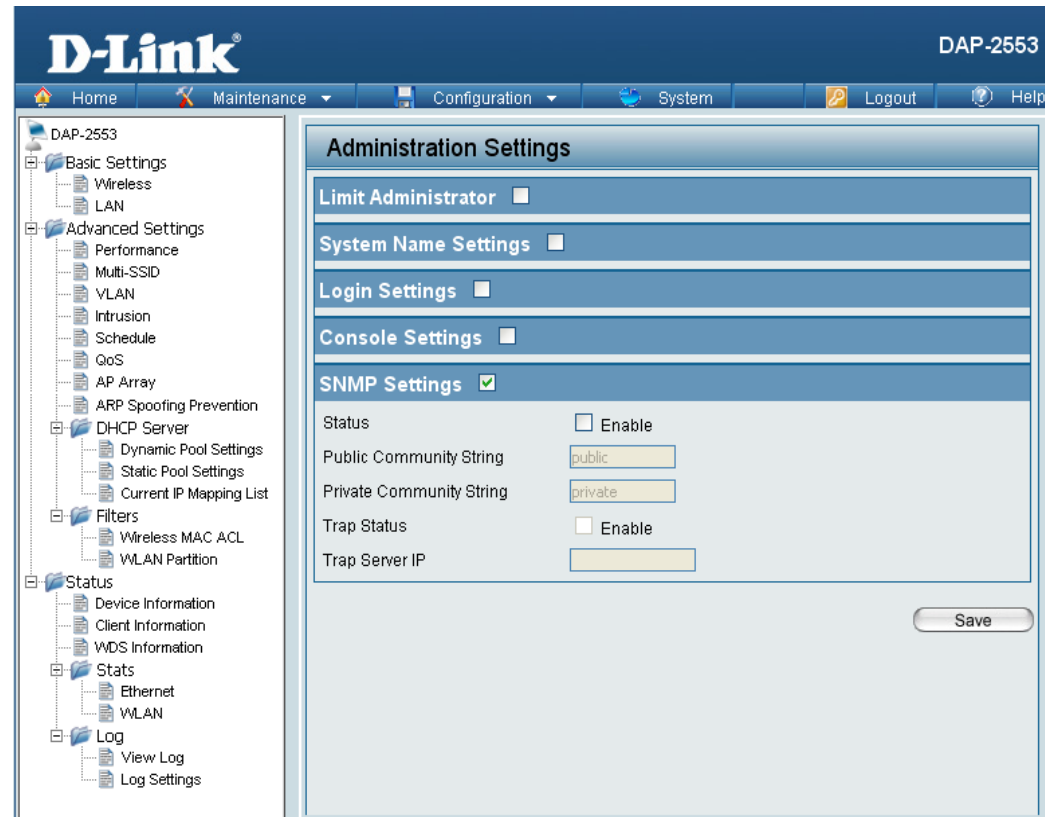 D-Link®
DAP-2553
Home Maintenance Configuration System Logout Help
DAP-2553
Basic Settings
Wireless
LAN
Advanced Settings
Performance
Multi-SSID
VLAN
Intrusion
Schedule
QoS
AP Array
ARP Spoofing Prevention
DHCP Server
Dynamic Pool Settings
Static Pool Settings
Current IP Mapping List
Filters
Wireless MAC ACL
WLAN Partition
Status
Device Information
Client Information
WDS Information
Stats
Ethernet
WLAN
Log
View Log
Log Settings
Administration Settings
Limit Administrator
System Name Settings
Login Settings
Console Settings
SNMP Settings
Status Enable
Public Community String public
Private Community String private
Trap Status Enable
Trap Server IP
Save